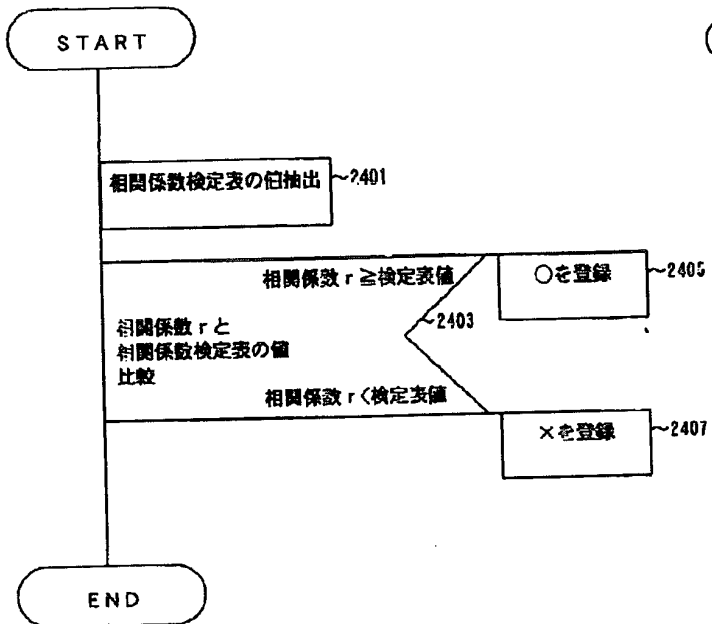 START
相関係数検定表の値抽出 ~2401
相関係数 r ≧検定表値
○を登録 ~2405
~2403
相関係数 r と
相関係数検定表の値
比較
相関係数 r <検定表値
×を登録 ~2407
END